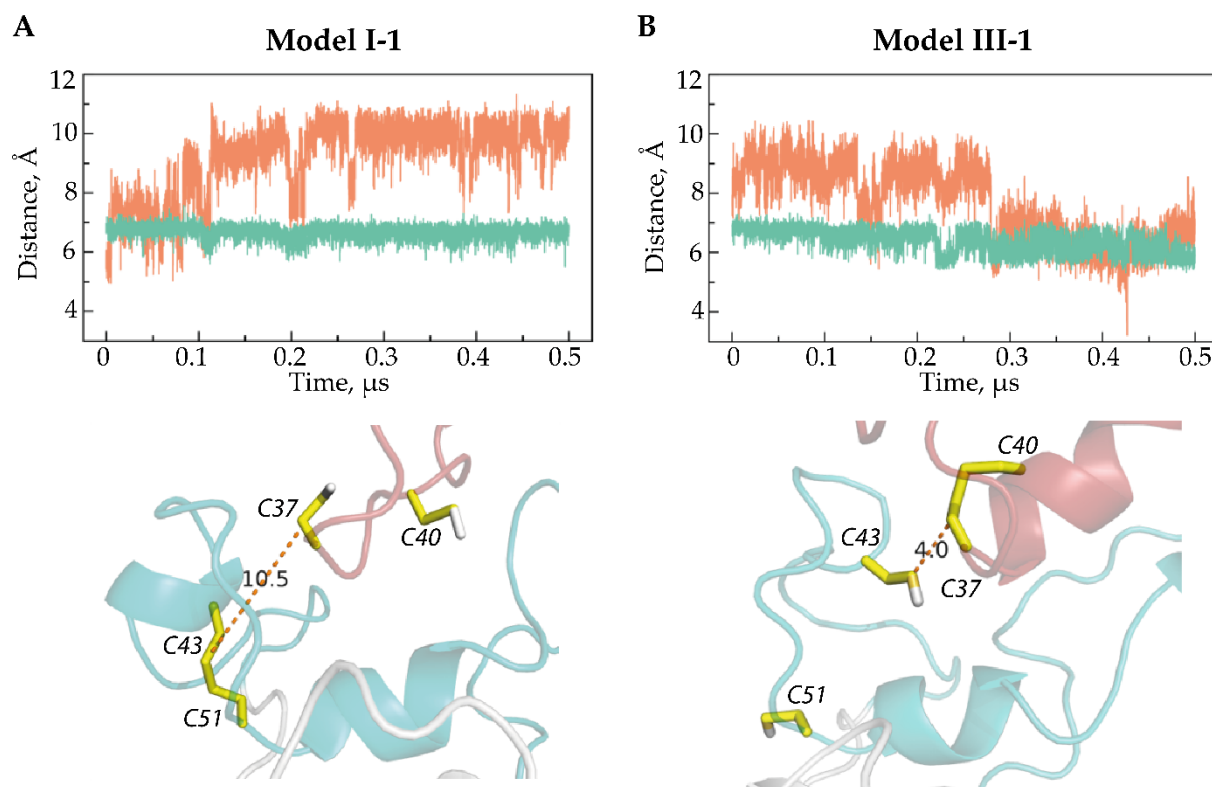 A
Model I-1
12
10
8
6
4
Distance, Å
0 0.1 0.2 0.3 0.4 0.5
Time, μs
C37
C40
10.5
C43
C51
B
Model III-1
12
10
8
6
4
Distance, Å
0 0.1 0.2 0.3 0.4 0.5
Time, μs
C40
C43
4.0
C37
C51